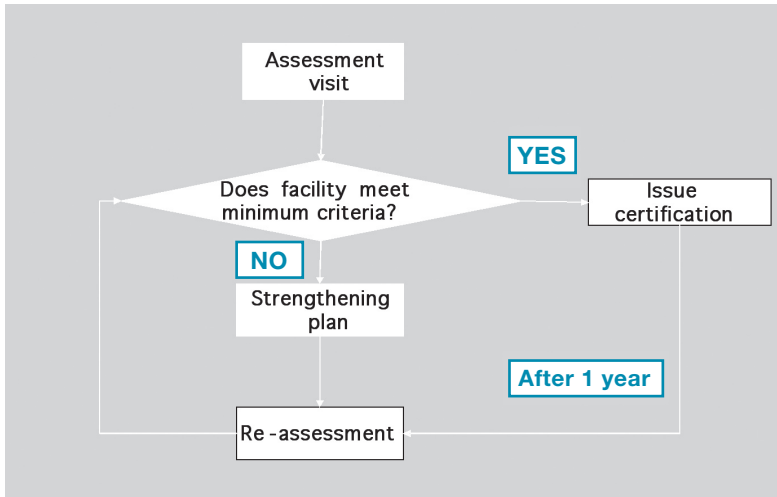 Assessment
visit
Does facility meet
minimum criteria?
YES
Issue
certification
NO
Strengthening
plan
After 1 year
Re-assessment